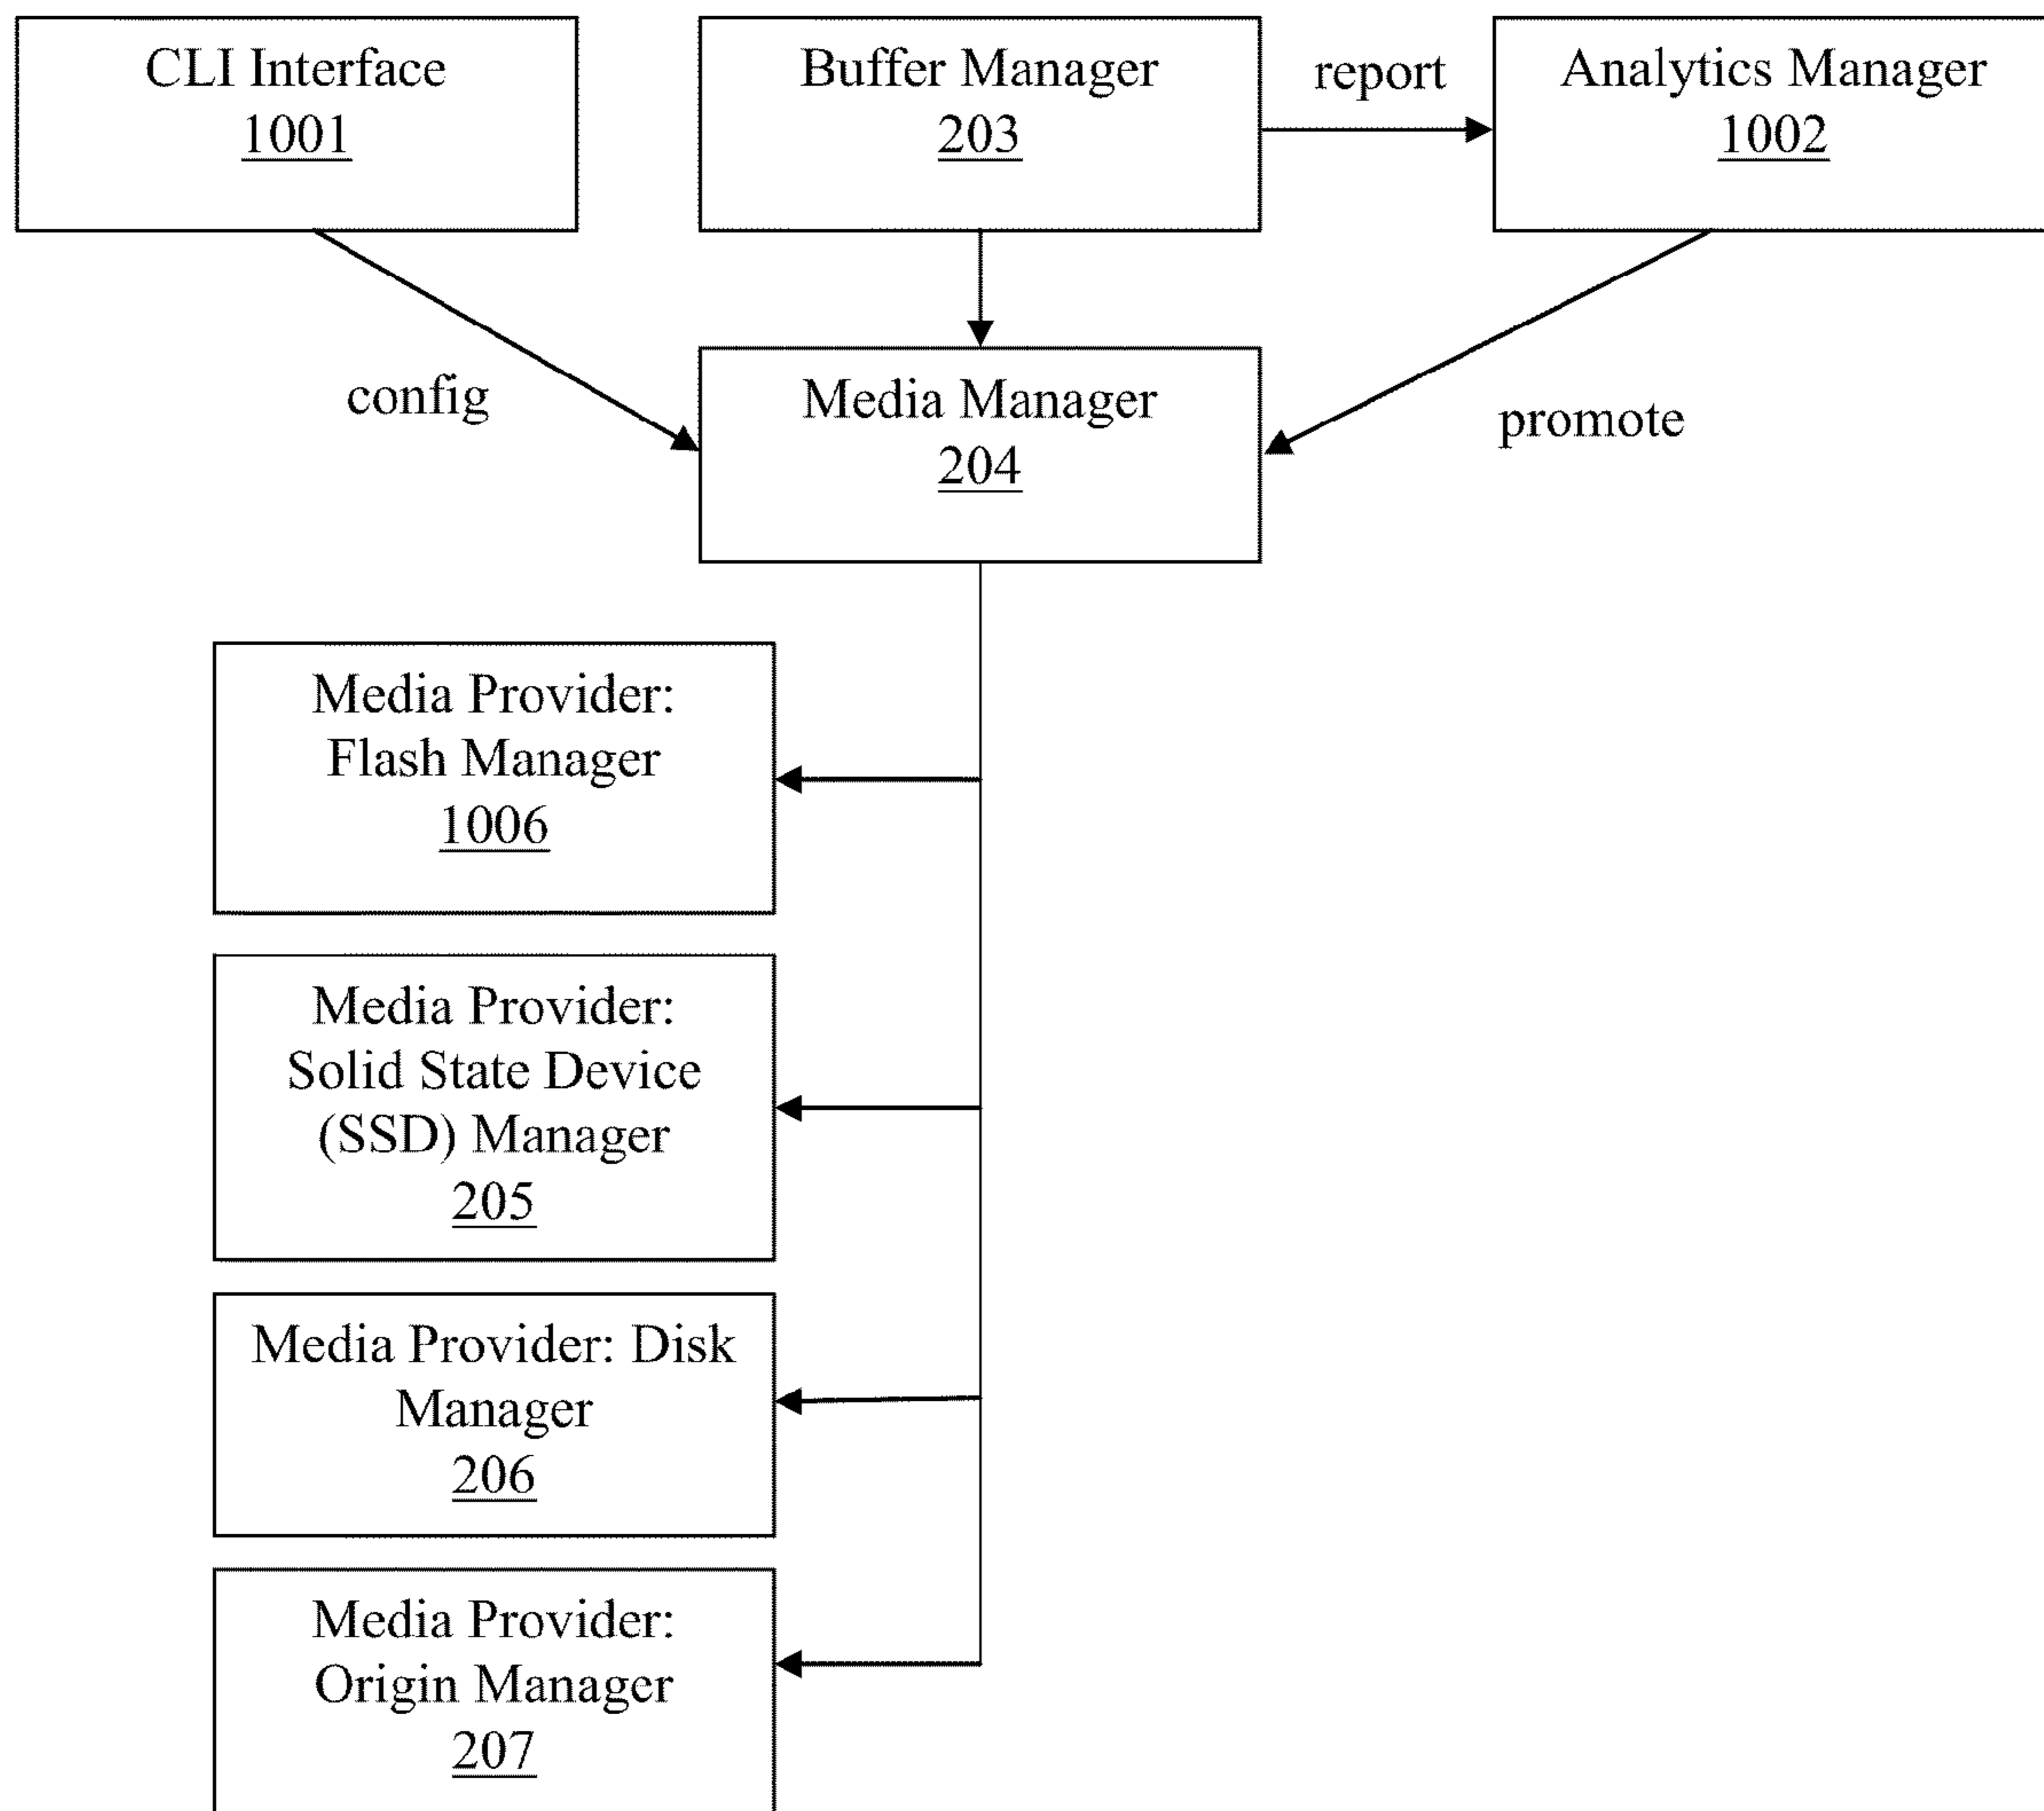 CLI Interface
1001
Buffer Manager
203
report
Analytics Manager
1002
config
Media Manager
204
promote
Media Provider:
Flash Manager
1006
Media Provider:
Solid State Device
(SSD) Manager
205
Media Provider: Disk
Manager
206
Media Provider:
Origin Manager
207